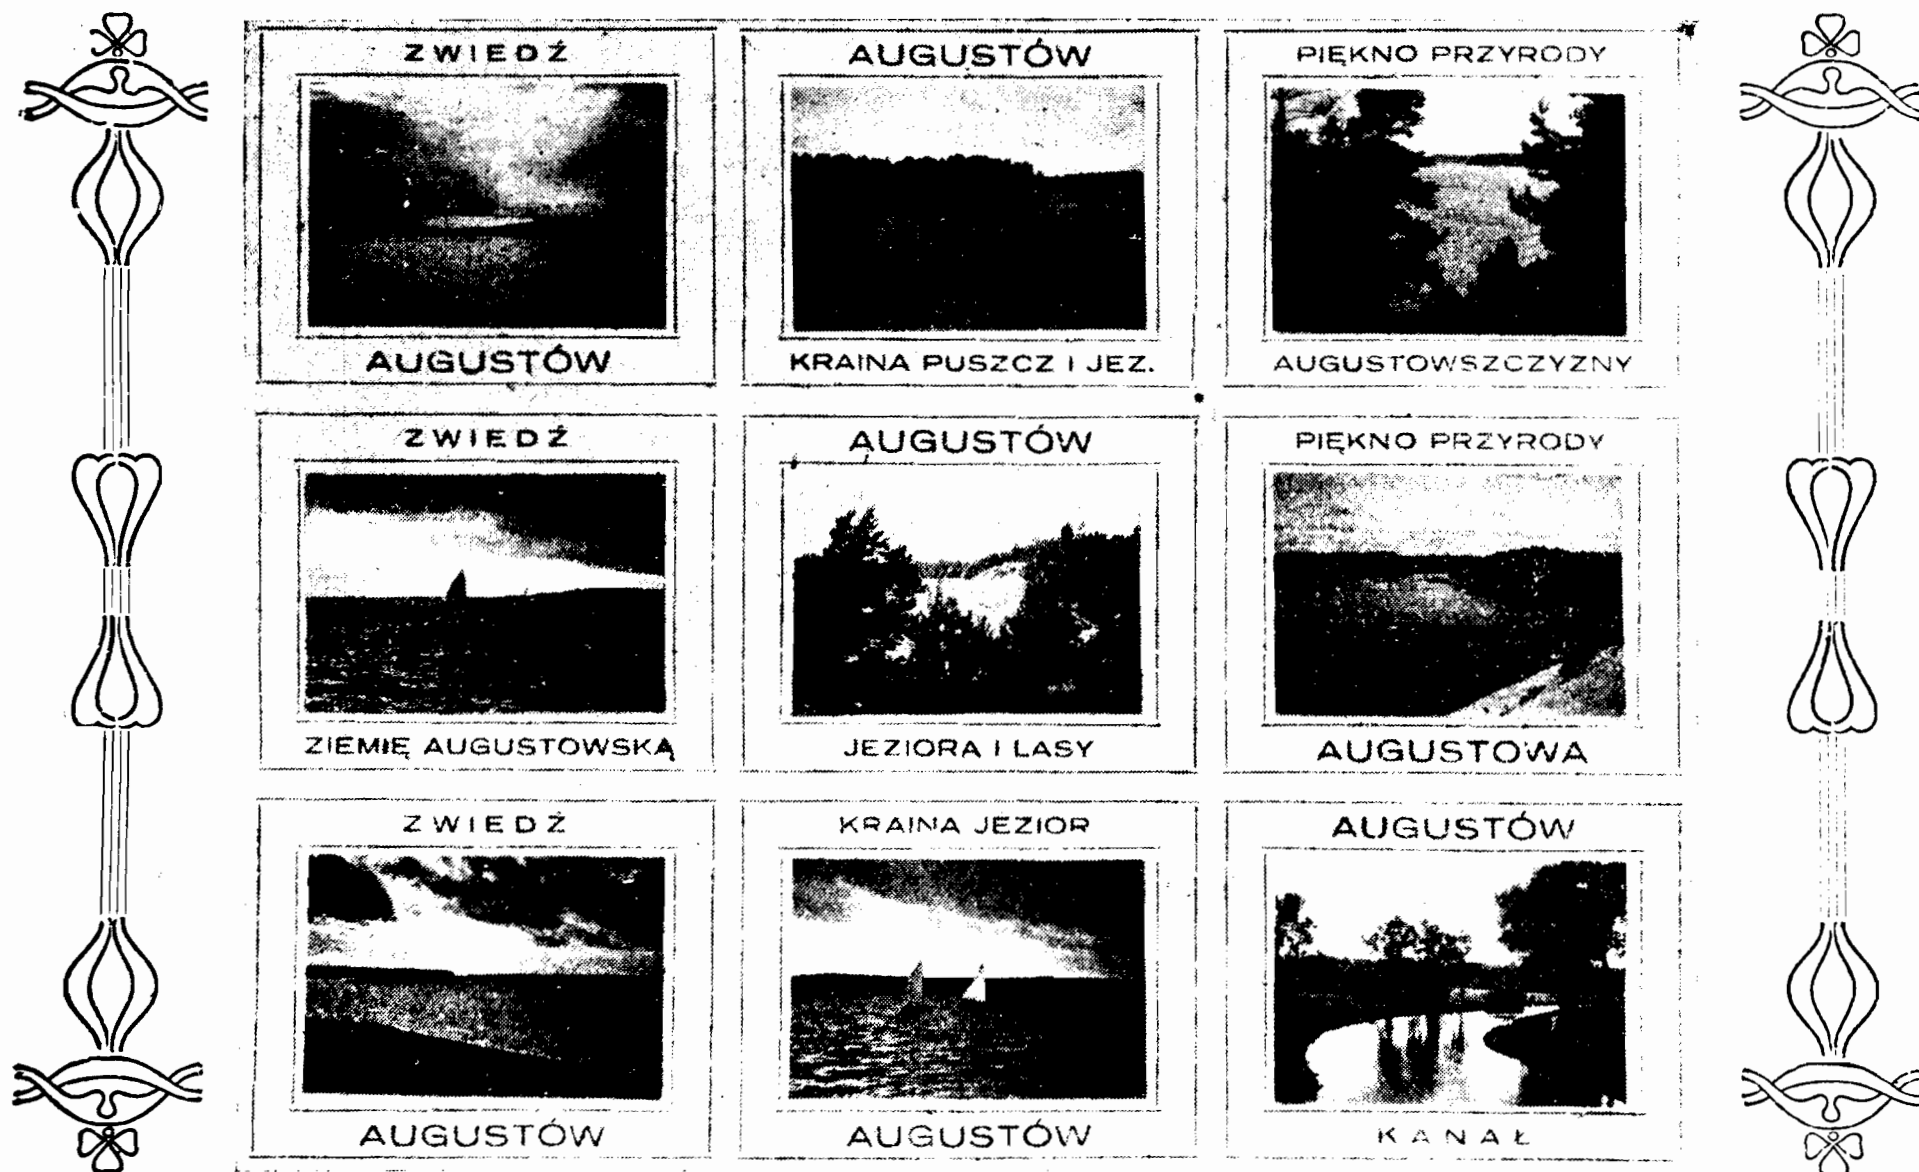 ZWIEDŹ
AUGUSTÓW
AUGUSTÓW
KRAINA PUSZCZ I JEZ.
PIĘKNO PRZYRODY
AUGUSTOWSZCZYZNY
ZWIEDŹ
ZIEMIĘ AUGUSTOWSKĄ
AUGUSTÓW
JEZIORA I LASY
PIĘKNO PRZYRODY
AUGUSTOWA
ZWIEDŹ
AUGUSTÓW
KRAINA JEZIOR
AUGUSTÓW
AUGUSTÓW
KANAŁ